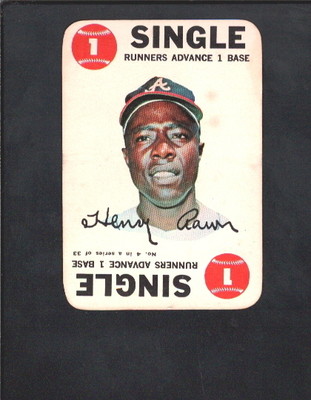 1
SINGLE
RUNNERS ADVANCE 1 BASE
A
Henry Aaron
No. 4 in a series of 33
RUNNERS ADVANCE 1 BASE
SINGLE
1